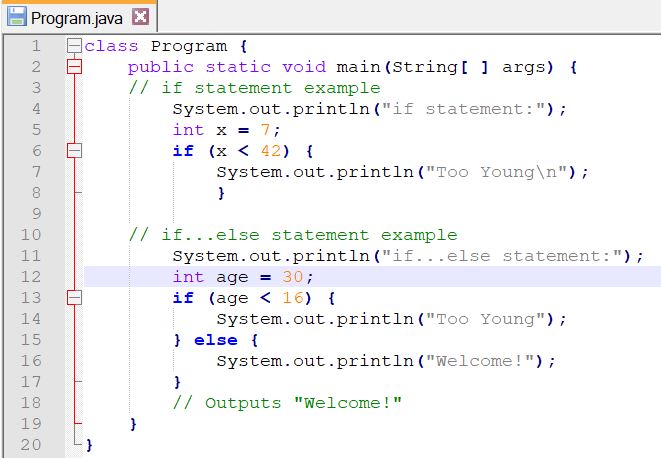 Program.java
1 class Program {
2 public static void main(String[ ] args) {
3 // if statement example
4 System.out.println("if statement:");
5 int x = 7;
6 if (x < 42) {
7 System.out.println("Too Young\n");
8 }
9
10 // if...else statement example
11 System.out.println("if...else statement:");
12 int age = 30;
13 if (age < 16) {
14 System.out.println("Too Young");
15 } else {
16 System.out.println("Welcome!");
17 }
18 // Outputs "Welcome!"
19 }
20 }